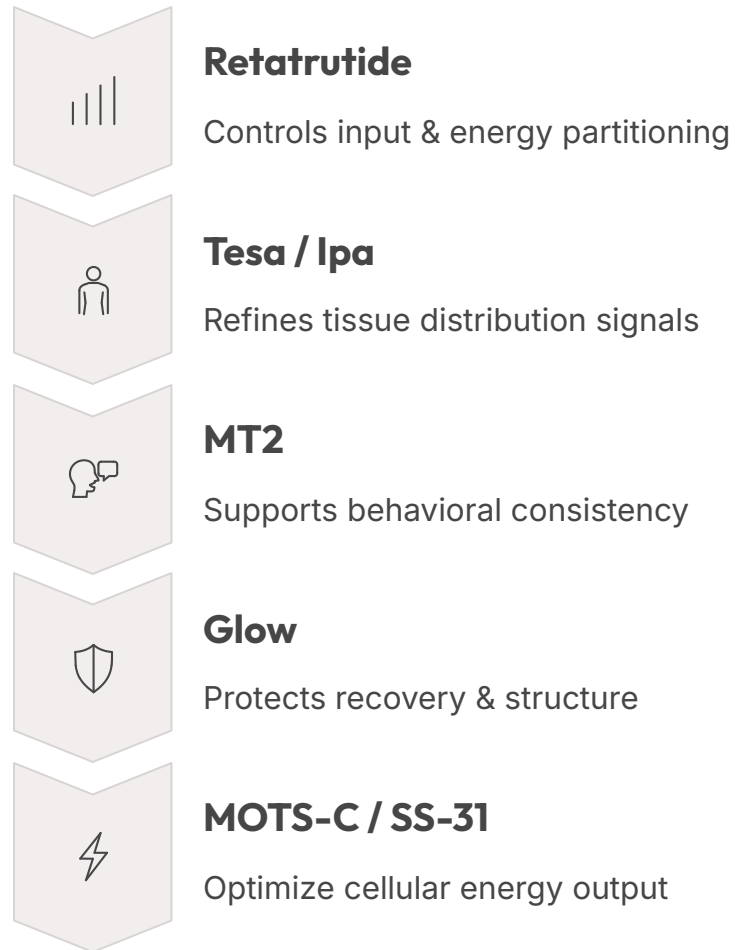 Retatrutide
Controls input & energy partitioning
Tesa / Ipa
Refines tissue distribution signals
MT2
Supports behavioral consistency
Glow
Protects recovery & structure
MOTS-C / SS-31
Optimize cellular energy output